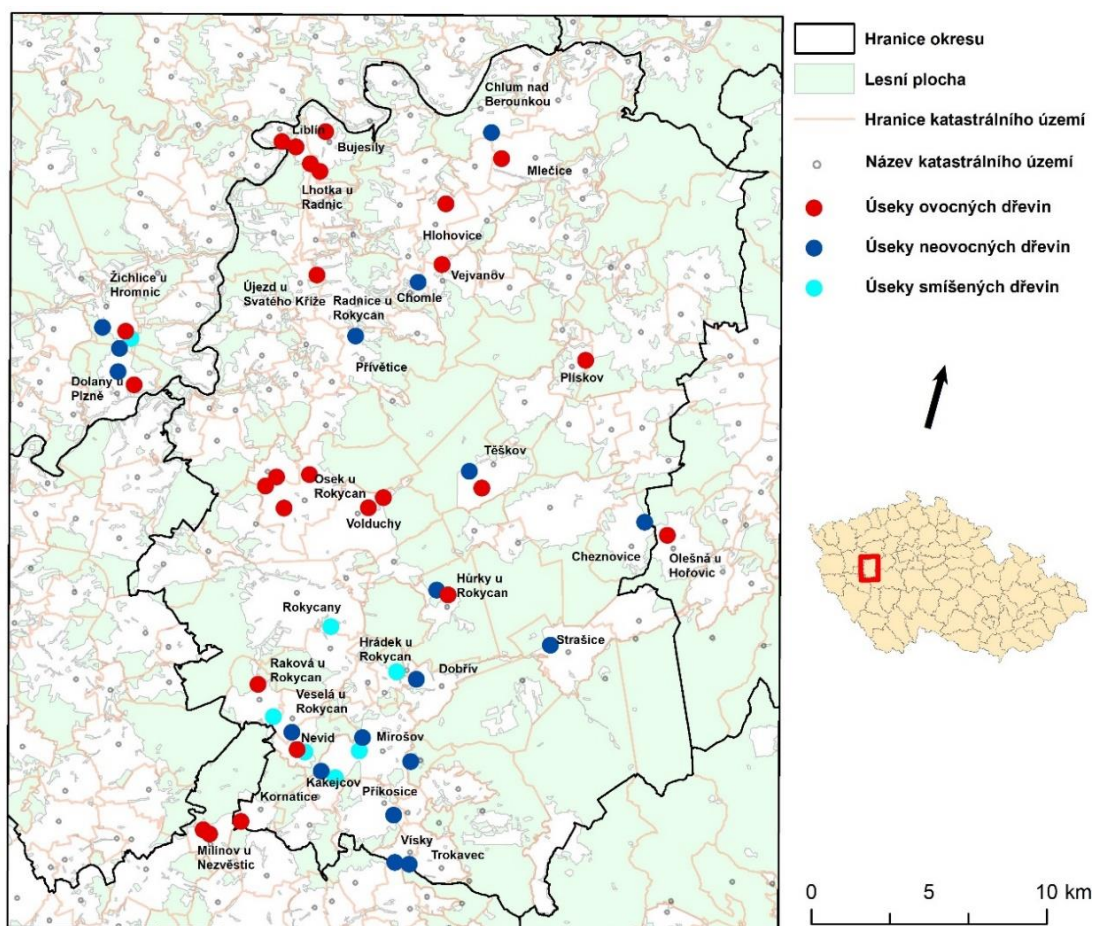 Chlum nad
Berounkou
Liblín
Bujesily
Mlečice
Lhotka u
Radnic
Hlohovice
Vejvanov
Žichlice u
Hromnic
Újezd u
Svatého Kříže
Radnice u
Rokycan
Chomle
Přívětice
Plískov
Dolany u
Plzně
Těškov
Osek u
Rokycan
Volduchy
Cheznovice
Olešná u
Hořovic
Hůrky u
Rokycan
Rokycany
Hrádek u
Rokycan
Strašice
Dobřív
Raková u
Rokycan
Veselá u
Rokycan
Nevid
Mirošov
Kakejcov
Příkosice
Kornatice
Milínov u
Nezvěstic
Vísky
Trokavec
Hranice okresu
Lesní plocha
Hranice katastrálního území
Název katastrálního území
Úseky ovocných dřevin
Úseky neovocných dřevin
Úseky smíšených dřevin
0 5 10 km